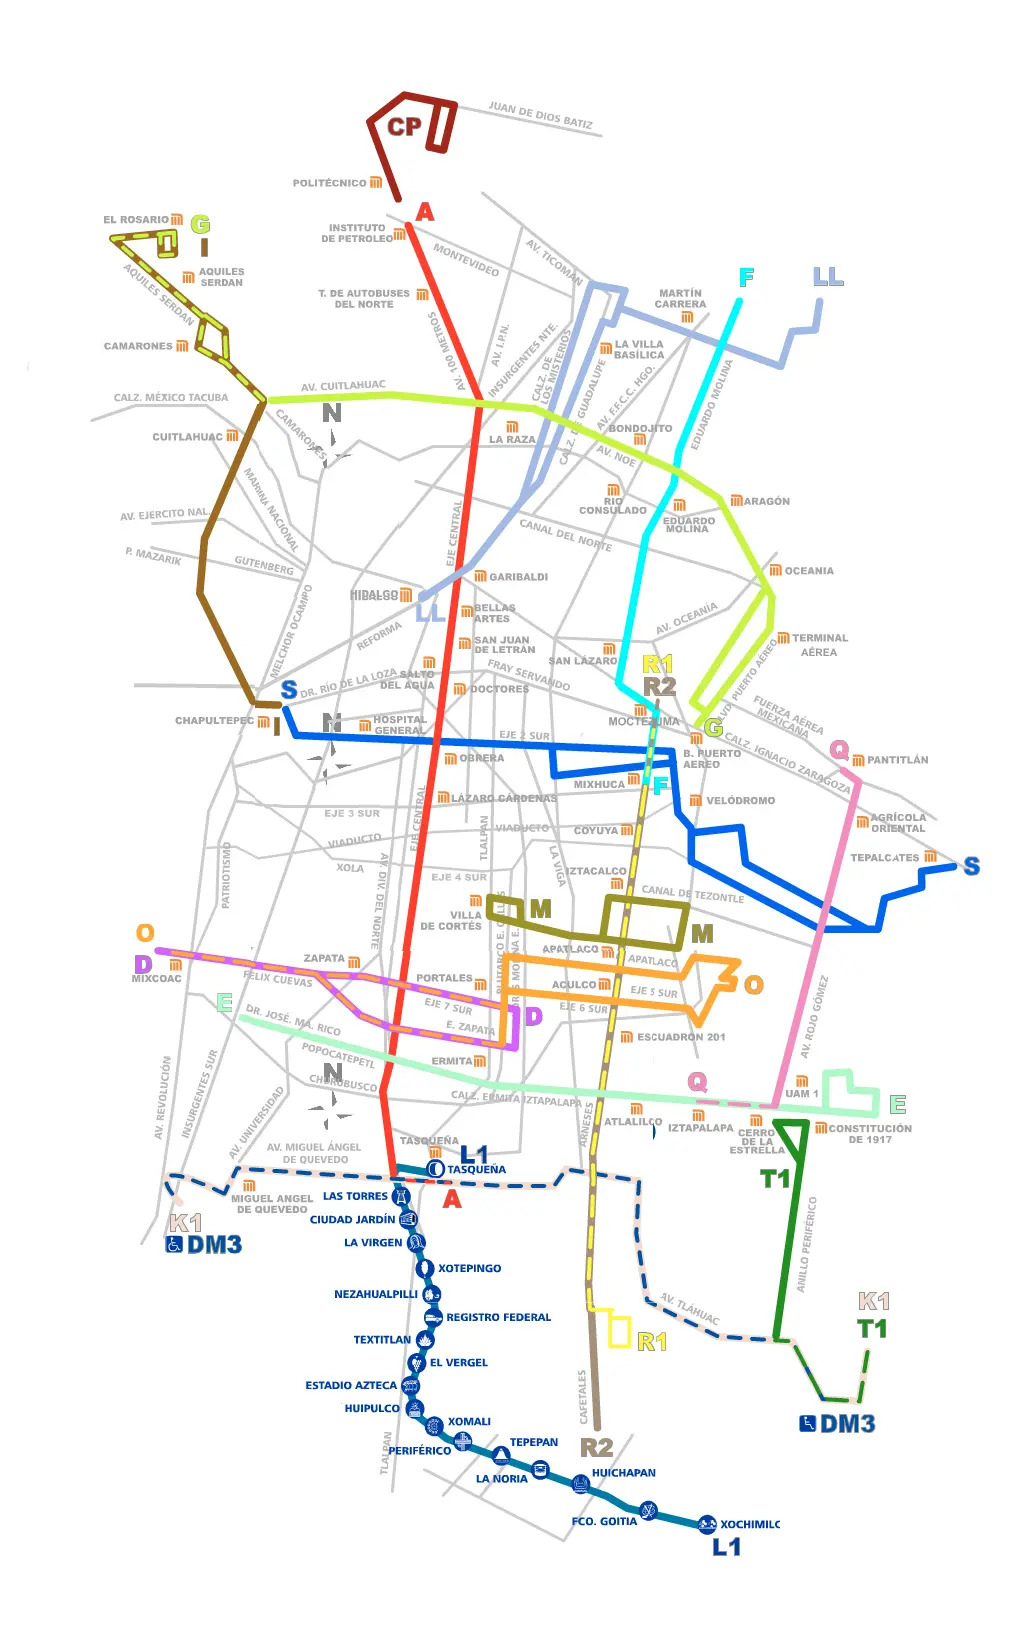 CP
JUAN DE DIOS BATIZ
POLITÉCNICO
A
INSTITUTO
DE PETROLEO
EL ROSARIO
G
I
AQUILES
SERDAN
AQUILES SERDAN
MONTEVIDEO
AV. TICOMAN
T. DE AUTOBUSES
DEL NORTE
MARTÍN
CARRERA
F
LL
CAMARONES
AV. 100 METROS
AV. I.P.N.
INSURGENTES NTE.
CALZ. DE
LOS MISTERIOS
LA VILLA
BASÍLICA
CALZ. DE GUADALUPE
AV. F.F.C.C. HGO.
EDUARDO MOLINA
AV. CUITLAHUAC
CALZ. MÉXICO TACUBA
N
CAMARONES
CUITLAHUAC
LA RAZA
BONDOJITO
AV. NOE
MARINA NACIONAL
RIO
CONSULADO
EDUARDO
MOLINA
ARAGÓN
AV. EJERCITO NAL.
P. MAZARIK
GUTENBERG
EJE CENTRAL
CANAL DEL NORTE
OCEANIA
GARIBALDI
HIDALGO
LL
MELCHOR OCAMPO
REFORMA
BELLAS
ARTES
AV. OCEANÍA
SAN JUAN
DE LETRÁN
TERMINAL
AÉREA
SAN LÁZARO
R1
R2
FRAY SERVANDO
DR. RÍO DE LA LOZA
SALTO
DEL AGUA
DOCTORES
BLVD. PUERTO AÉREO
FUERZA AÉREA
MEXICANA
S
CHAPULTEPEC
I
N
HOSPITAL
GENERAL
MOCTEZUMA
G
EJE 2 SUR
CALZ. IGNACIO ZARAGOZA
B. PUERTO
AEREO
Q
PANTITLÁN
OBRERA
MIXHUCA
F
LÁZARO CÁRDENAS
VELÓDROMO
EJE 3 SUR
EJE CENTRAL
TLALPAN
VIADUCTO
VIADUCTO
COYUYA
AGRÍCOLA
ORIENTAL
TEPALCATES
S
PATRIOTISMO
XOLA
AV. DIV. DEL NORTE
EJE 4 SUR
LA VIGA
IZTACALCO
CANAL DE TEZONTLE
VILLA
DE CORTÉS
M
M
O
D
MIXCOAC
ZAPATA
FELIX CUEVAS
PORTALES
APATLACO
APATLACO
ACULCO
EJE 5 SUR
O
EJE 6 SUR
EJE 7 SUR
E. ZAPATA
D
E
DR. JOSÉ. MA. RICO
POPOCATEPETL
ERMITA
ESCUADRÓN 201
AV. ROJO GÓMEZ
N
CHURUBUSCO
CALZ. ERMITA IZTAPALAPA
Q
UAM 1
E
AV. REVOLUCIÓN
INSURGENTES SUR
AV. UNIVERSIDAD
ARNESES
ATLALILCO
IZTAPALAPA
CERRO
DE LA
ESTRELLA
CONSTITUCIÓN
DE 1917
AV. MIGUEL ÁNGEL
DE QUEVEDO
TASQUEÑA
L1
TASQUEÑA
T1
MIGUEL ANGEL
DE QUEVEDO
A
LAS TORRES
K1
DM3
CIUDAD JARDÍN
LA VIRGEN
XOTEPINGO
NEZAHUALPILLI
ANILLO PERIFÉRICO
AV. TLÁHUAC
K1
T1
REGISTRO FEDERAL
TEXTITLAN
R1
EL VERGEL
ESTADIO AZTECA
CAFETALES
HUIPULCO
XOMALI
DM3
TLALPAN
PERIFÉRICO
TEPEPAN
R2
LA NORIA
HUICHAPAN
FCO. GOITIA
XOCHIMILC
L1